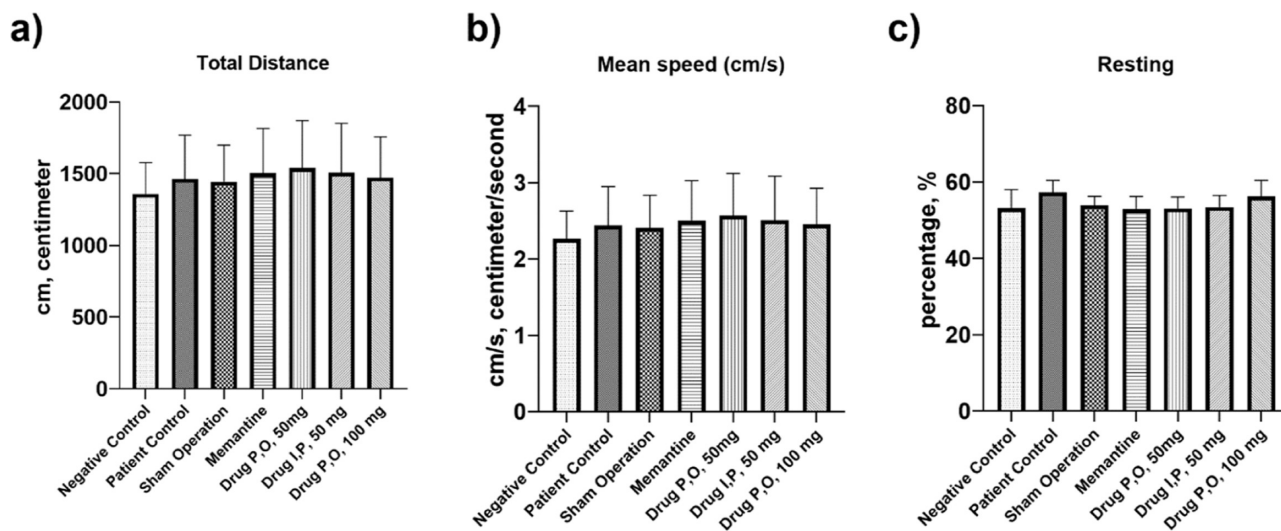 a)
Total Distance
cm, centimeter
2000
1500
1000
500
0
Negative Control
Patient Control
Sham Operation
Memantine
Drug P,O, 50mg
Drug I,P, 50 mg
Drug P,O, 100 mg
b)
Mean speed (cm/s)
cm/s, centimeter/second
4
3
2
1
0
Negative Control
Patient Control
Sham Operation
Memantine
Drug P,O, 50mg
Drug I,P, 50 mg
Drug P,O, 100 mg
c)
Resting
percentage, %
80
60
40
20
0
Negative Control
Patient Control
Sham Operation
Memantine
Drug P,O, 50mg
Drug I,P, 50 mg
Drug P,O, 100 mg